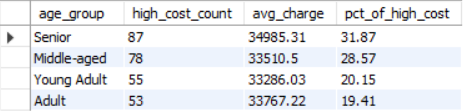 age_group high_cost_count avg_charge pct_of_high_cost
Senior 87 34985.31 31.87
Middle-aged 78 33510.5 28.57
Young Adult 55 33286.03 20.15
Adult 53 33767.22 19.41